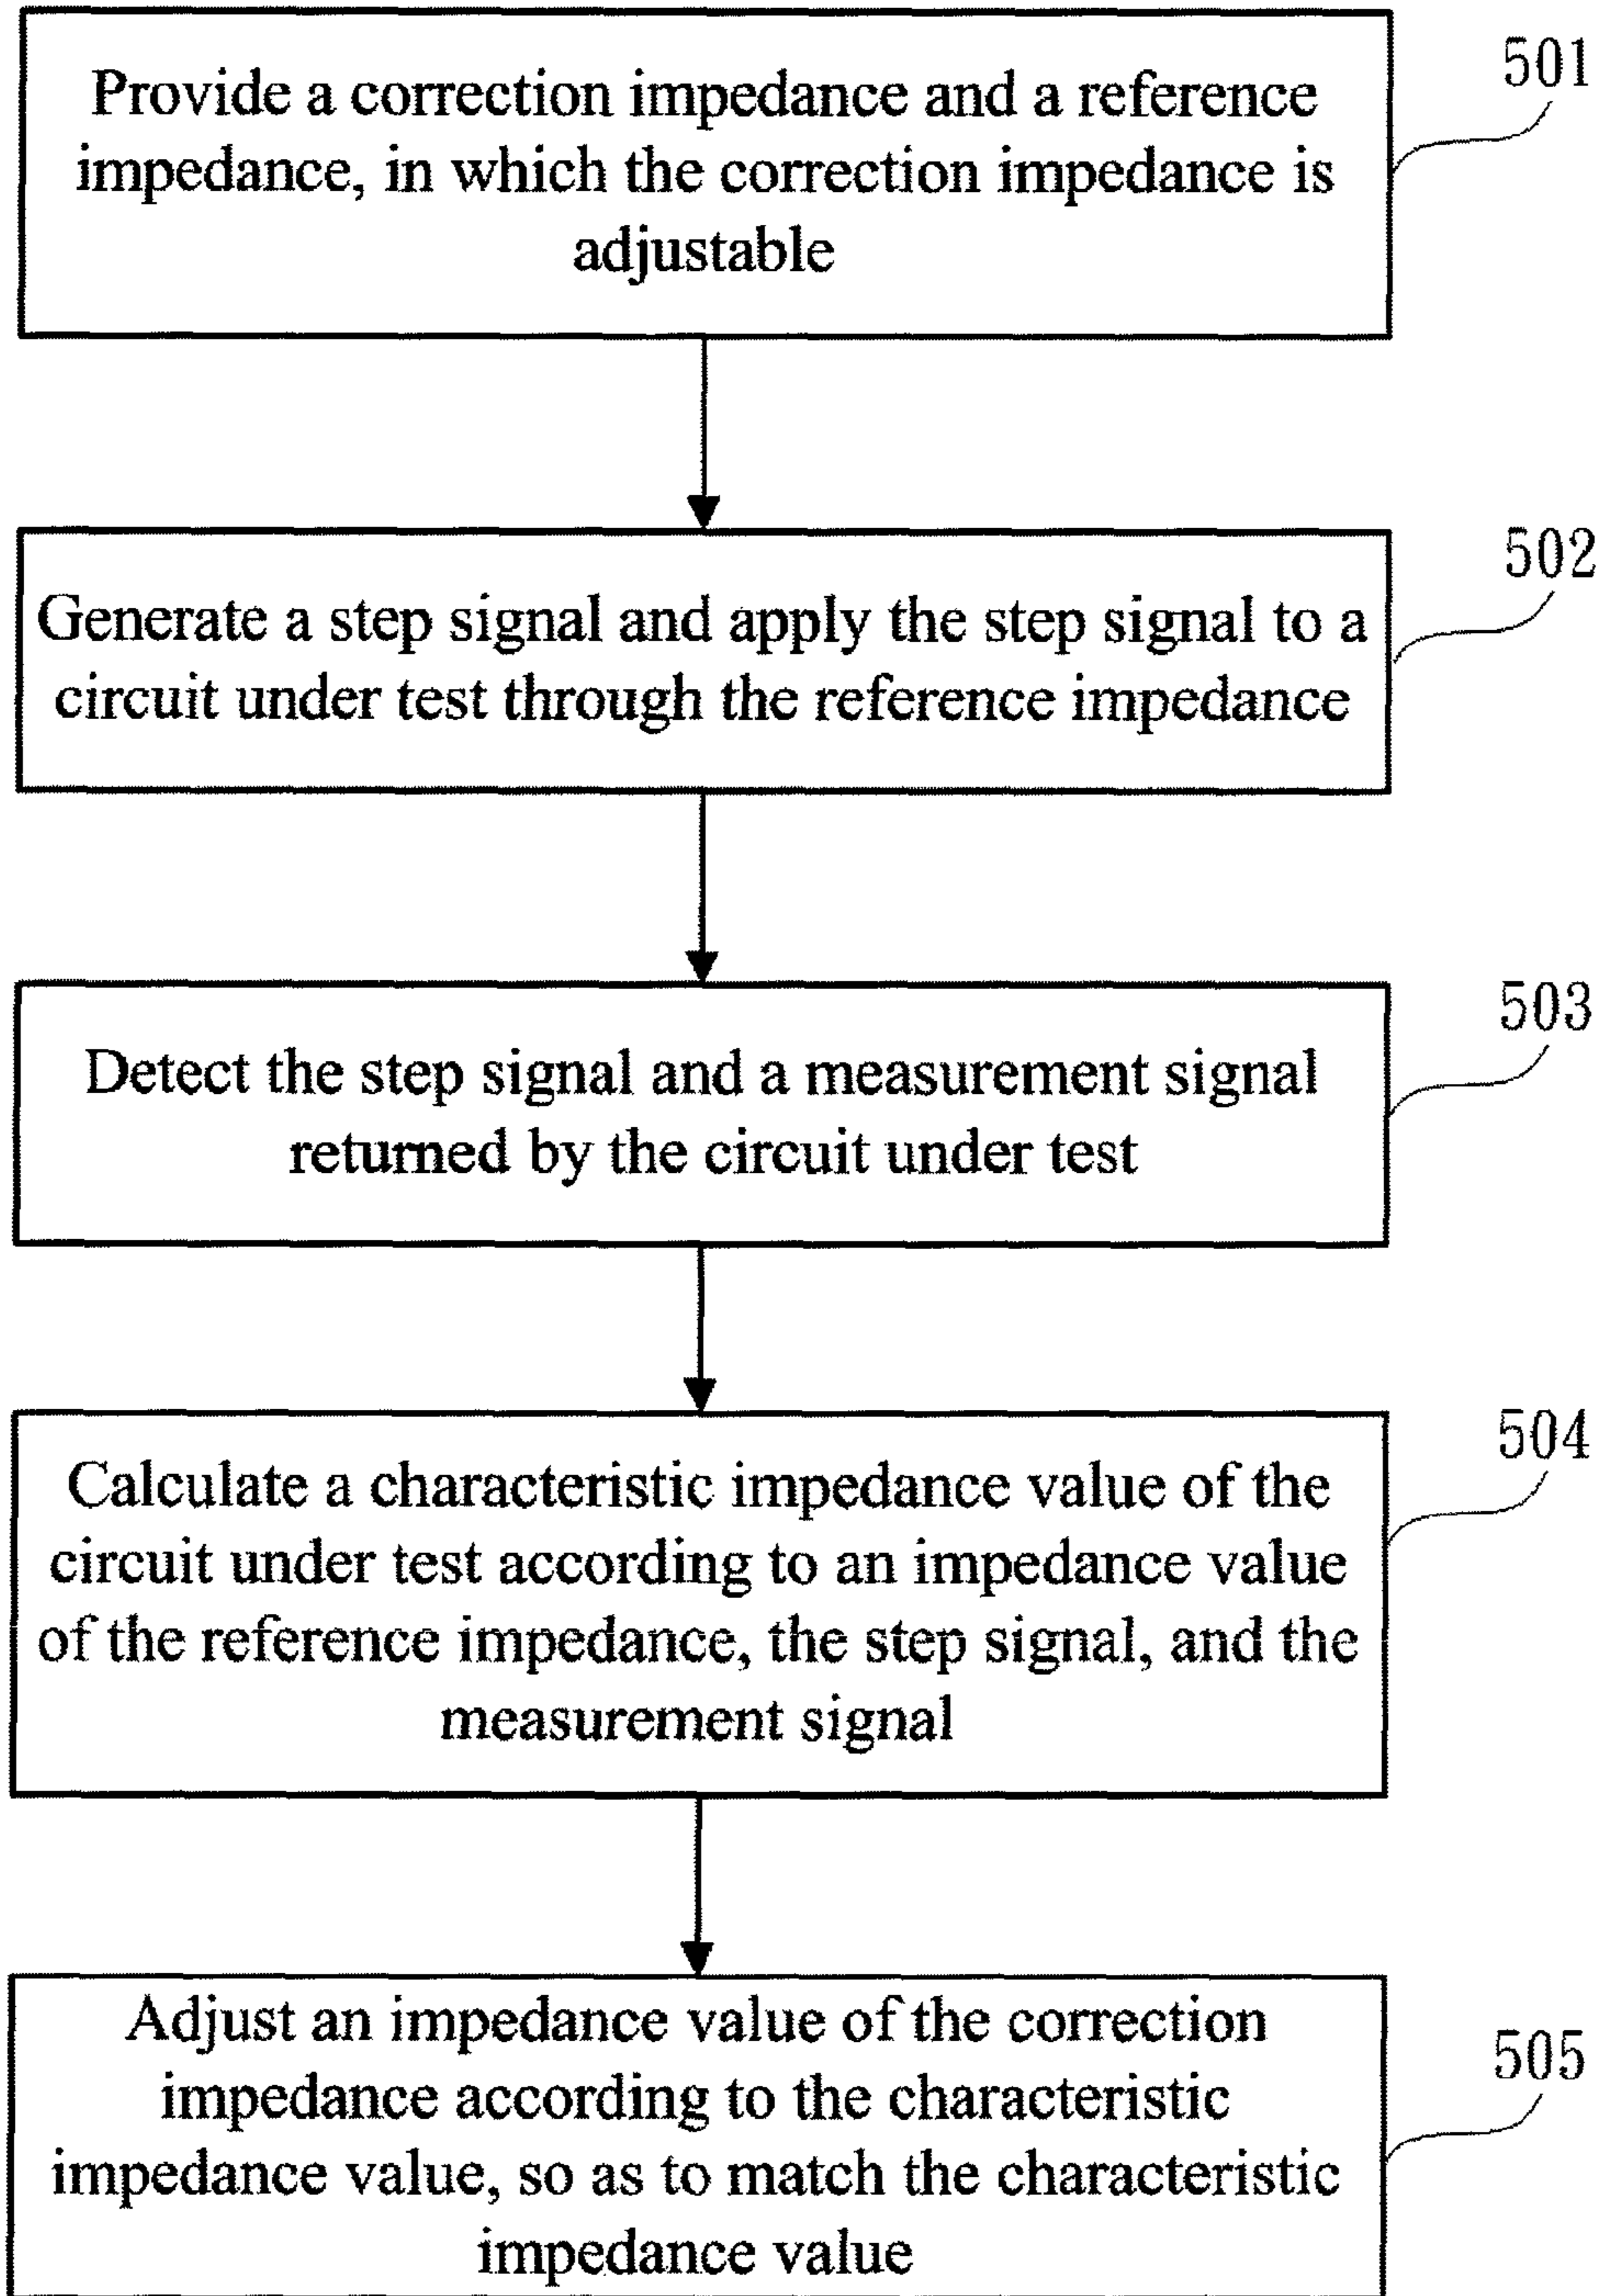 Provide a correction impedance and a reference
impedance, in which the correction impedance is
adjustable
501
Generate a step signal and apply the step signal to a
circuit under test through the reference impedance
502
Detect the step signal and a measurement signal
returned by the circuit under test
503
Calculate a characteristic impedance value of the
circuit under test according to an impedance value
of the reference impedance, the step signal, and the
measurement signal
504
Adjust an impedance value of the correction
impedance according to the characteristic
impedance value, so as to match the characteristic
impedance value
505